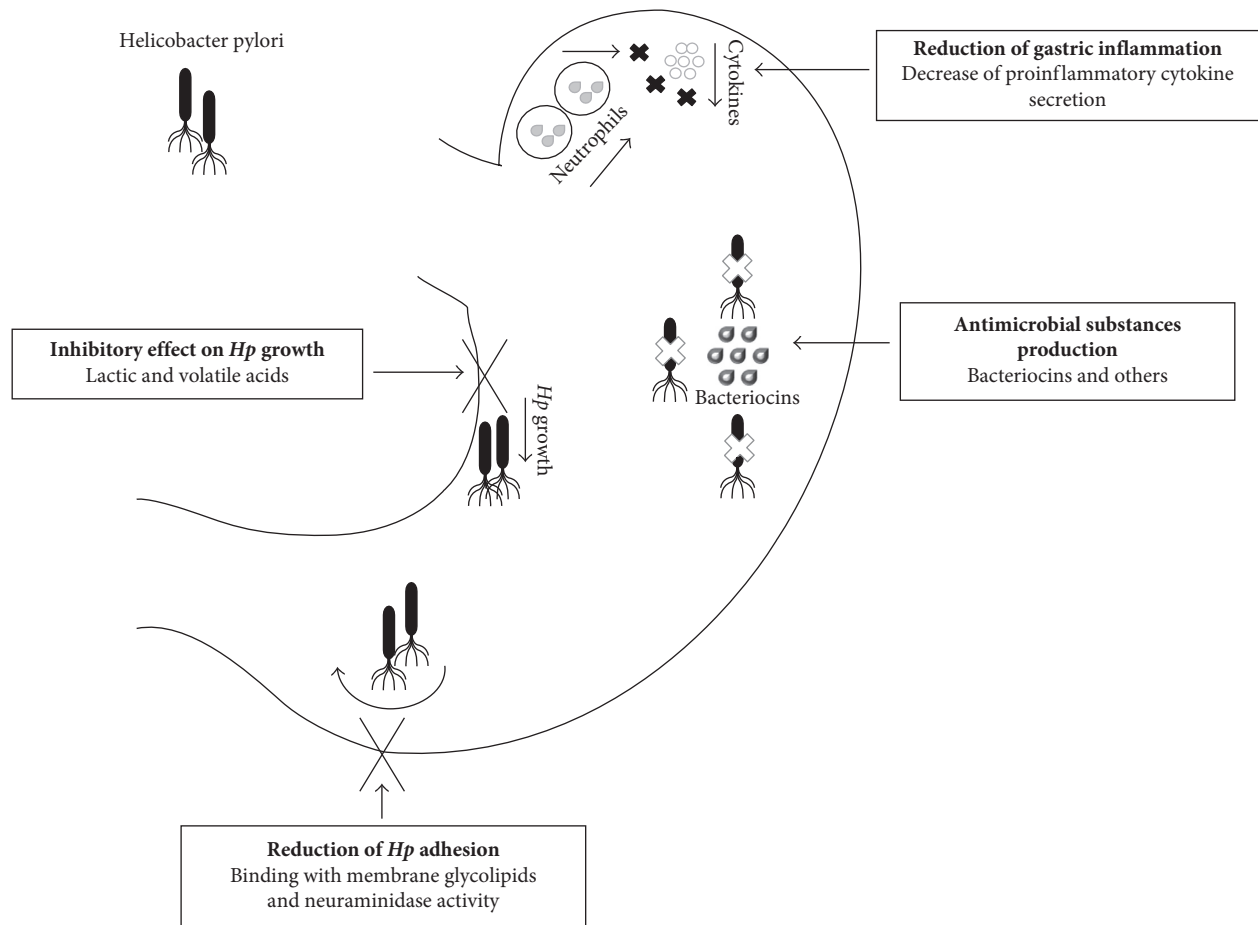 Helicobacter pylori
Cytokines
Neutrophils
Reduction of gastric inflammation
Decrease of proinflammatory cytokine
secretion
Inhibitory effect on Hp growth
Lactic and volatile acids
Hp growth
Bacteriocins
Antimicrobial substances
production
Bacteriocins and others
Reduction of Hp adhesion
Binding with membrane glycolipids
and neuraminidase activity